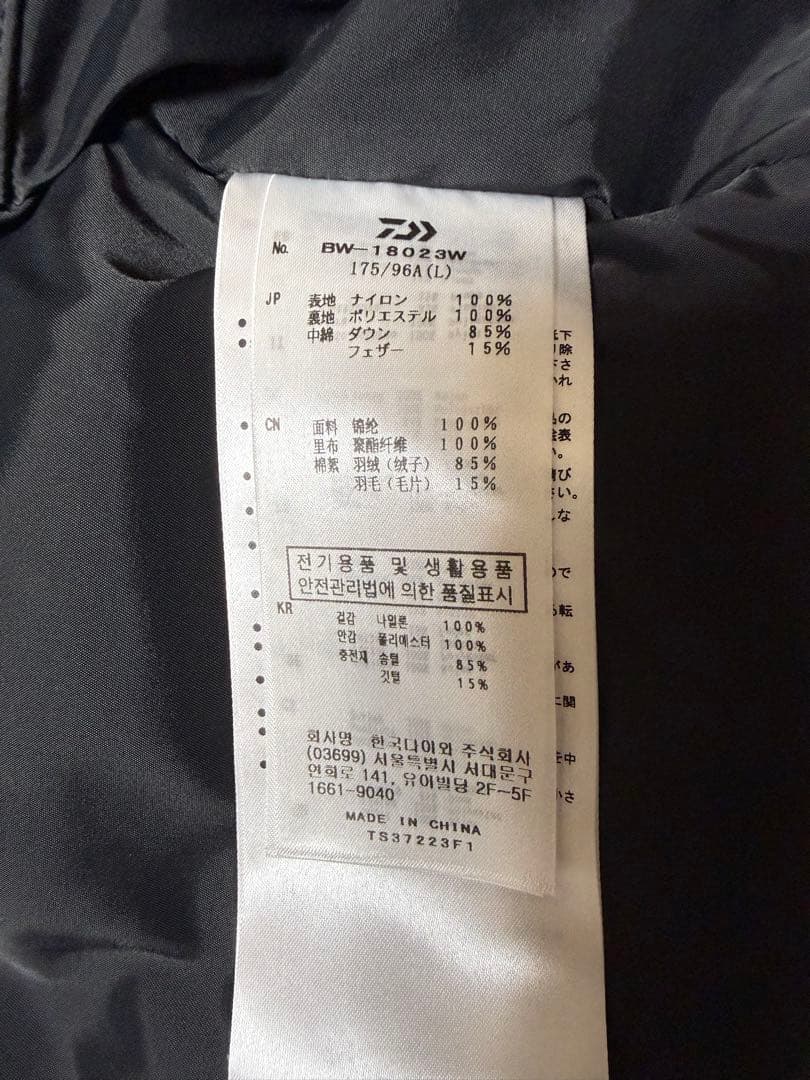 No. BW-18023W
175/96A(L)
JP 表地 ナイロン 100%
裏地 ポリエステル 100%
中綿 ダウン 85%
フェザー 15%
CN 面料 锦纶 100%
里布 聚酯纤维 100%
棉絮 羽绒(绒子) 85%
羽毛(毛片) 15%
전기용품 및 생활용품
안전관리법에 의한 품질표시
KR 겉감 나일론 100%
안감 폴리에스터 100%
충전재 솜털 85%
깃털 15%
회사명 한국다이와 주식회사
(03699) 서울특별시 서대문구
연희로 141, 유이빌딩 2F-5F
1661-9040
MADE IN CHINA
TS37223F1